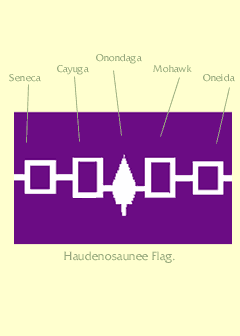 Onondaga
Cayuga Mohawk
Seneca Oneida
Haudenosaunee Flag.